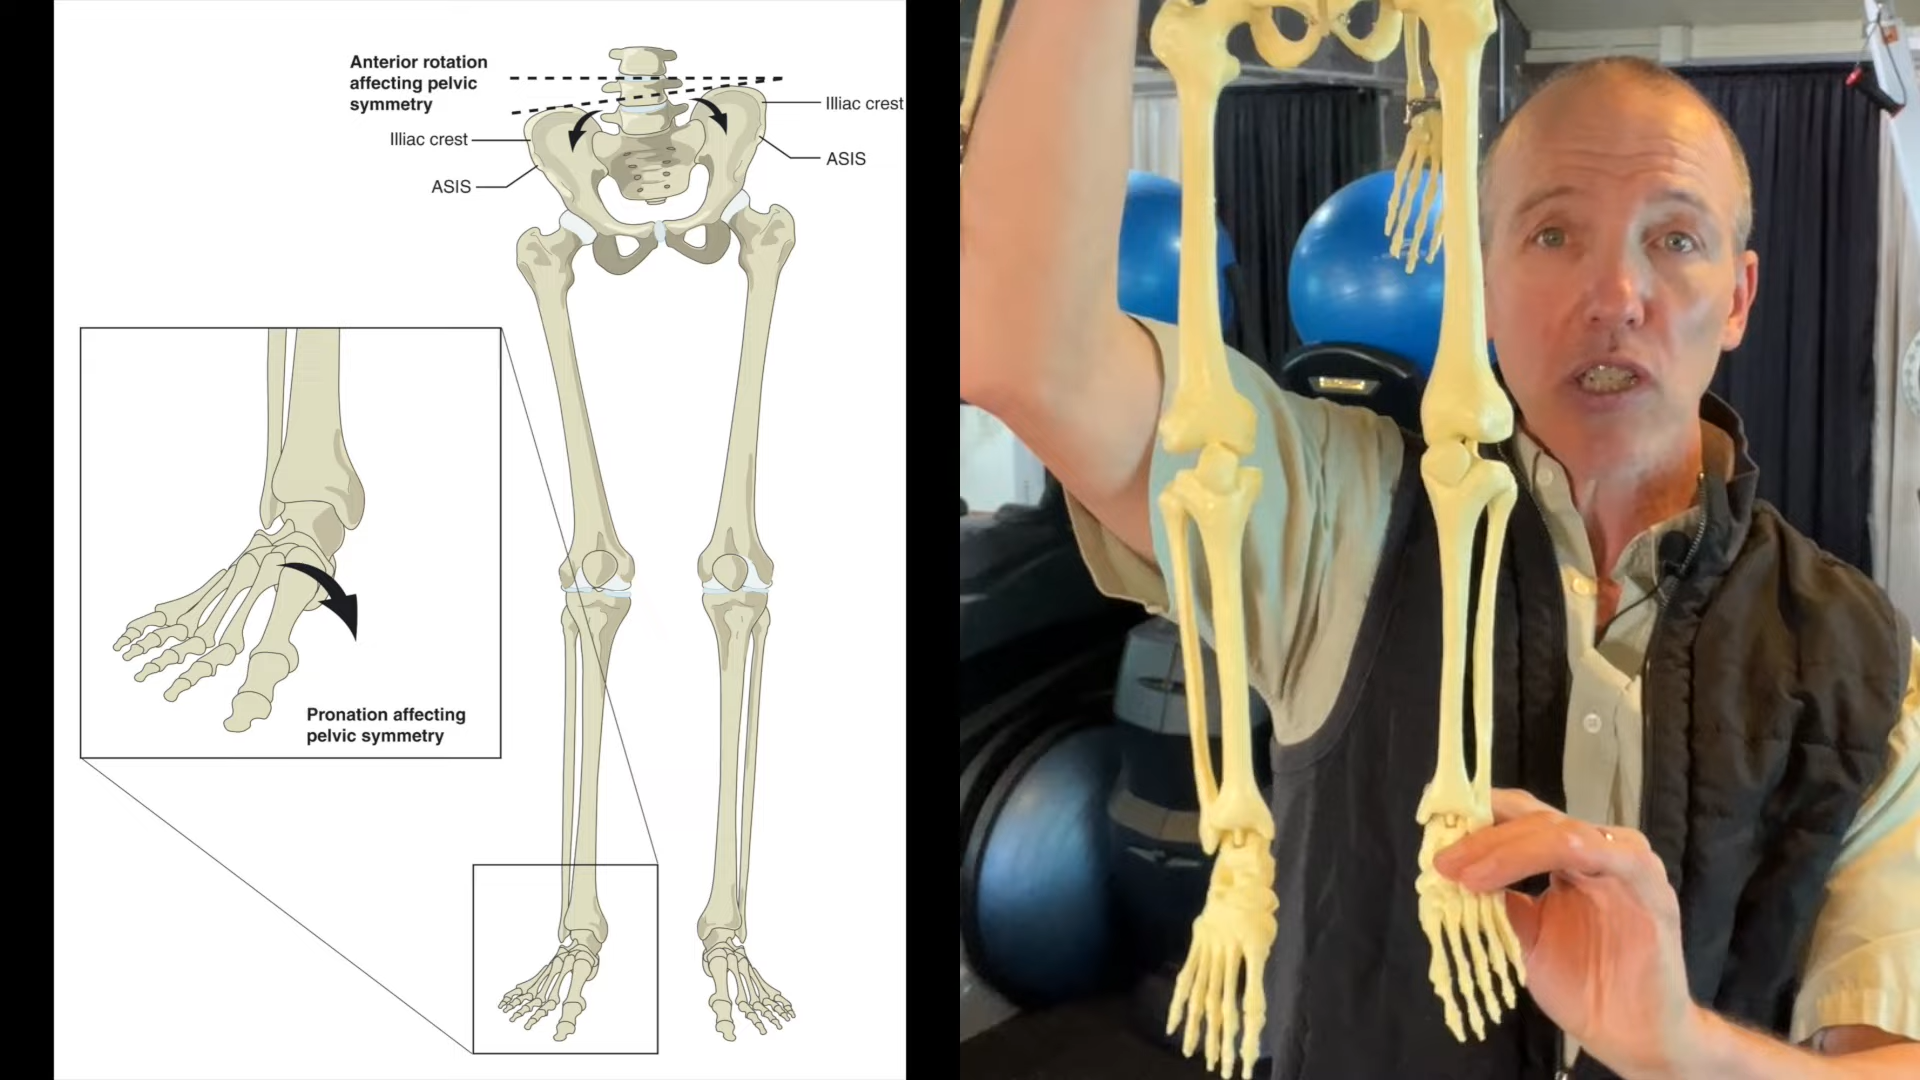 Anterior rotation
affecting pelvic
symmetry
Illiac crest
Illiac crest
ASIS
ASIS
Pronation affecting
pelvic symmetry